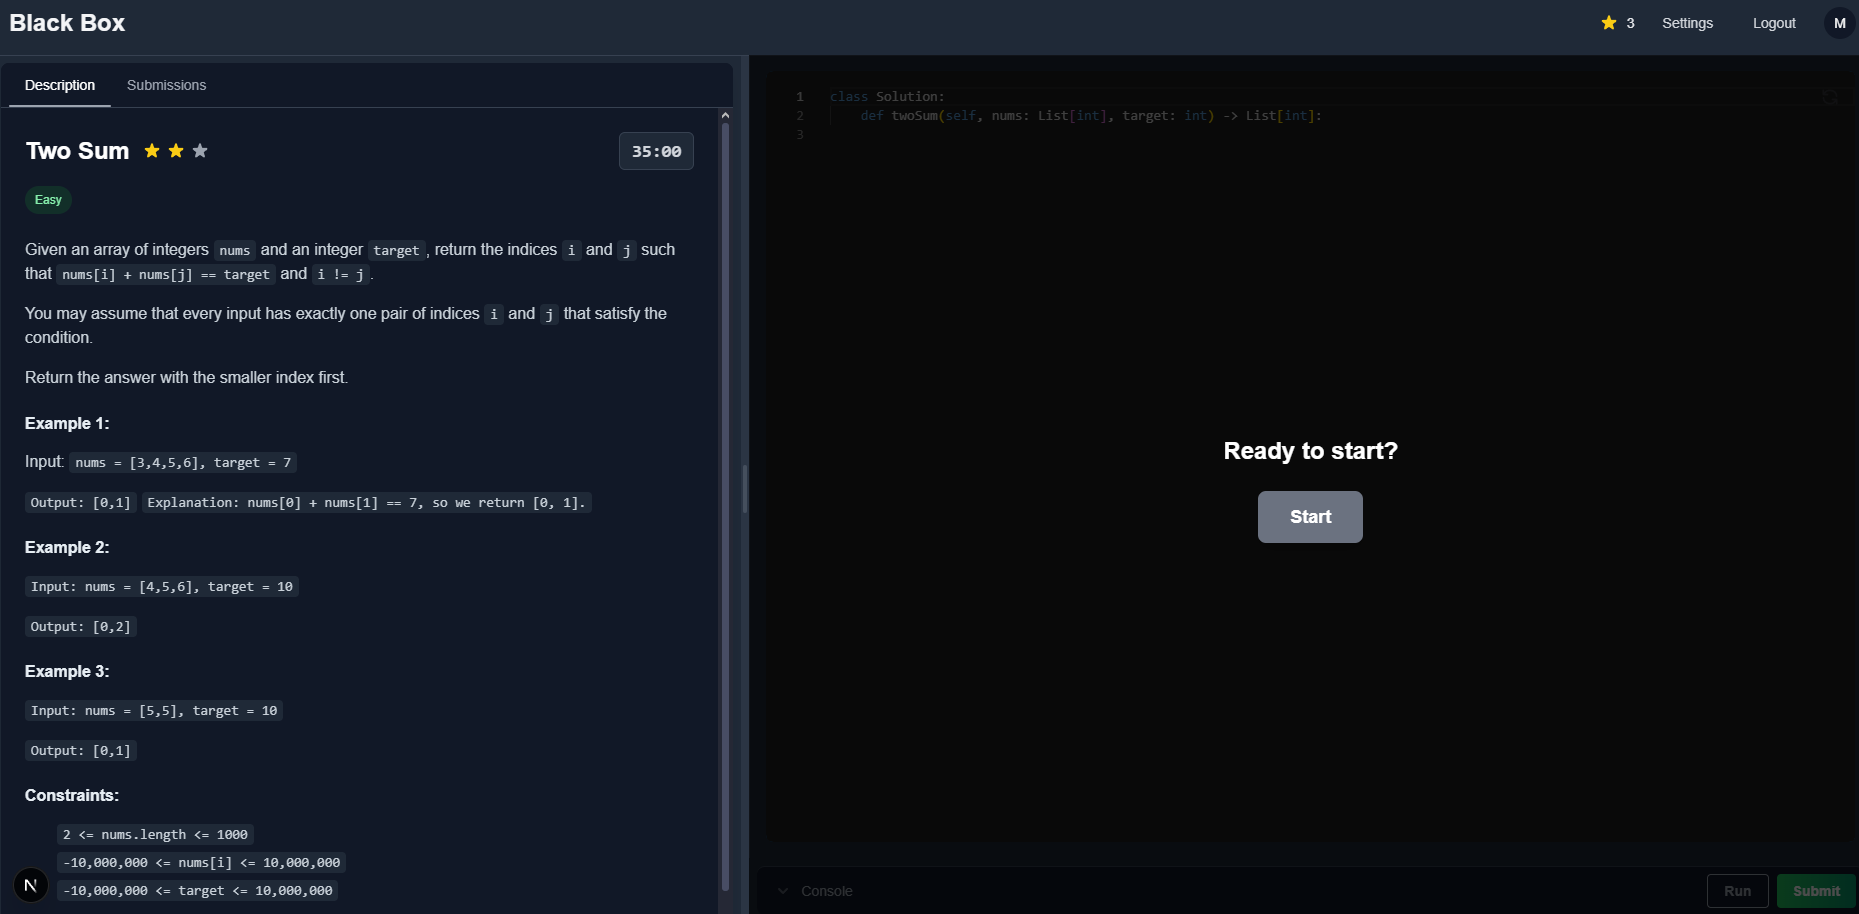 Black Box
3
Settings
Logout
M
Description
Submissions
Two Sum
35:00
Easy
Given an array of integers nums and an integer target, return the indices i and j such
that nums[i] + nums[j] == target and i != j.
You may assume that every input has exactly one pair of indices i and j that satisfy the
condition.
Return the answer with the smaller index first.
Example 1:
Input: nums = [3,4,5,6], target = 7
Output: [0,1] Explanation: nums[0] + nums[1] == 7, so we return [0, 1].
Example 2:
Input: nums = [4,5,6], target = 10
Output: [0,2]
Example 3:
Input: nums = [5,5], target = 10
Output: [0,1]
Constraints:
2 <= nums.length <= 1000
-10,000,000 <= nums[i] <= 10,000,000
-10,000,000 <= target <= 10,000,000
N
1 class Solution:
2 def twoSum(self, nums: List[int], target: int) -> List[int]:
3
Ready to start?
Start
Console
Run
Submit